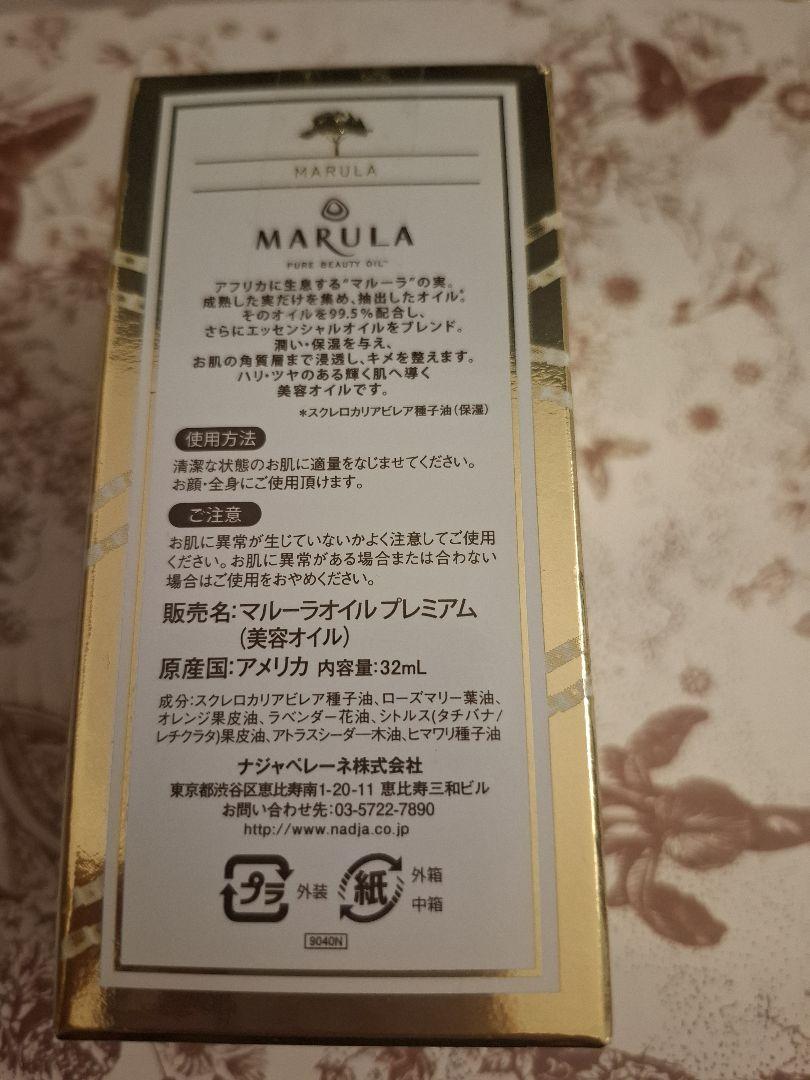 MARULA
MARULA
PURE BEAUTY OIL™
アフリカに生息する"マルーラ"の実。
成熟した実だけを集め、抽出したオイル*。
そのオイルを99.5%配合し、
さらにエッセンシャルオイルをブレンド。
潤い・保湿を与え、
お肌の角質層まで浸透し、キメを整えます。
ハリ・ツヤのある輝く肌へ導く
美容オイルです。
*スクレロカリアビレア種子油(保湿)
使用方法
清潔な状態のお肌に適量をなじませてください。
お顔・全身にご使用頂けます。
ご注意
お肌に異常が生じていないかよく注意してご使用
ください。お肌に異常がある場合または合わない
場合はご使用をおやめください。
販売名:マルーラオイル プレミアム
(美容オイル)
原産国:アメリカ 内容量:32mL
成分:スクレロカリアビレア種子油、ローズマリー葉油、
オレンジ果皮油、ラベンダー花油、シトルス(タチバナ/
レチクラタ)果皮油、アトラスシーダー木油、ヒマワリ種子油
ナジャペレーネ株式会社
東京都渋谷区恵比寿南1-20-11 恵比寿三和ビル
お問い合わせ先:03-5722-7890
http://www.nadja.co.jp
プラ 外装 紙 外箱
中箱
9040N